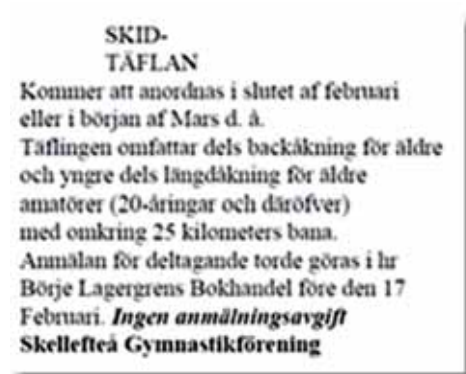 SKID-
TÄFLAN
Kommer att anordnas i slutet af februari
eller i början af Mars d. å.
Täflingen omfattar dels backåkning för äldre
och yngre dels längdåkning för äldre
amatörer (20-åringar och däröfver)
med omkring 25 kilometers bana.
Anmälan för deltagande torde göras i hr
Börje Lagergrens Bokhandel före den 17
Februari. Ingen anmälningsavgift
Skellefteå Gymnastikförening